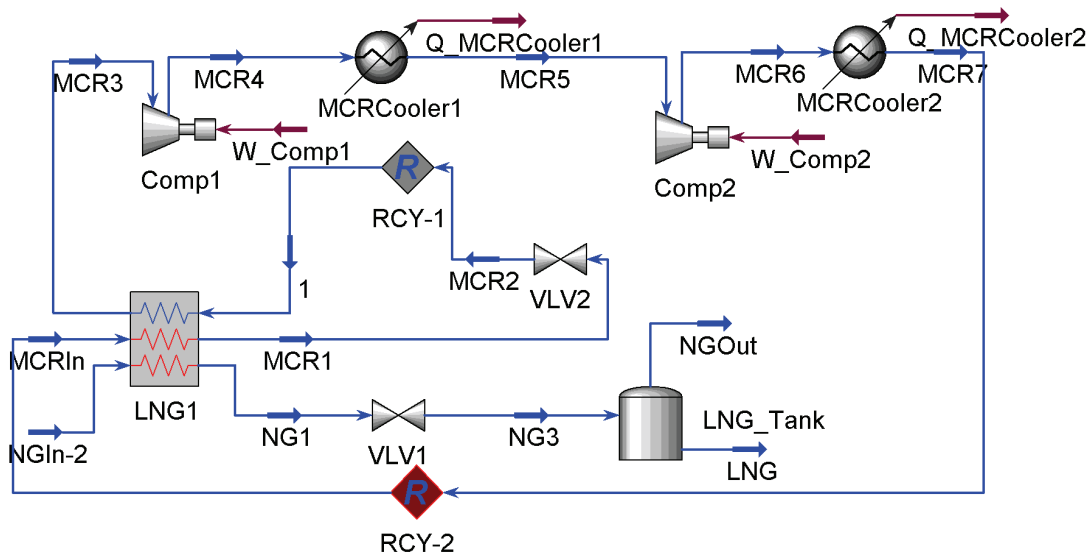 Q_MCRCooler1
Q_MCRCooler2
MCR3
MCR4
MCR5
MCR6
MCR7
MCRCooler1
MCRCooler2
W_Comp1
W_Comp2
Comp1
Comp2
R
RCY-1
MCR2
VLV2
1
MCRIn
MCR1
NGOut
LNG1
NG1
NG3
LNG_Tank
NGIn-2
VLV1
LNG
R
RCY-2